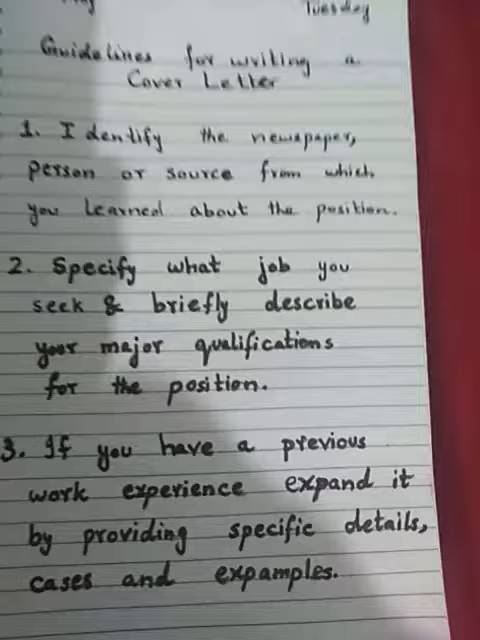 Tuesday
Guidelines for writing a
Cover Letter
1. Identify the newspaper,
person or source from which
you learned about the position.
2. Specify what job you
seek & briefly describe
your major qualifications
for the position.
3. If you have a previous
work experience expand it
by providing specific details,
cases and expamples.